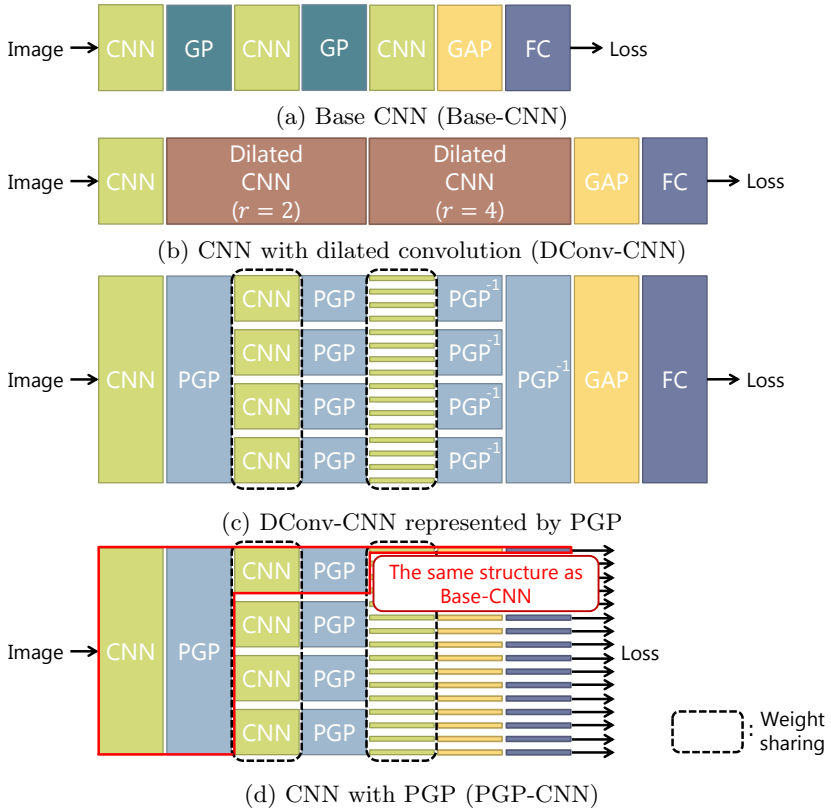 Image CNN GP CNN GP CNN GAP FC Loss
(a) Base CNN (Base-CNN)
Image CNN Dilated CNN (r = 2) Dilated CNN (r = 4) GAP FC Loss
(b) CNN with dilated convolution (DConv-CNN)
CNN PGP PGP-1
CNN PGP PGP-1
Image CNN PGP PGP-1 GAP FC Loss
CNN PGP PGP-1
CNN PGP PGP-1
(c) DConv-CNN represented by PGP
CNN PGP
The same structure as
Base-CNN
CNN PGP
Image CNN PGP Loss
CNN PGP
CNN PGP
: Weight
sharing
(d) CNN with PGP (PGP-CNN)